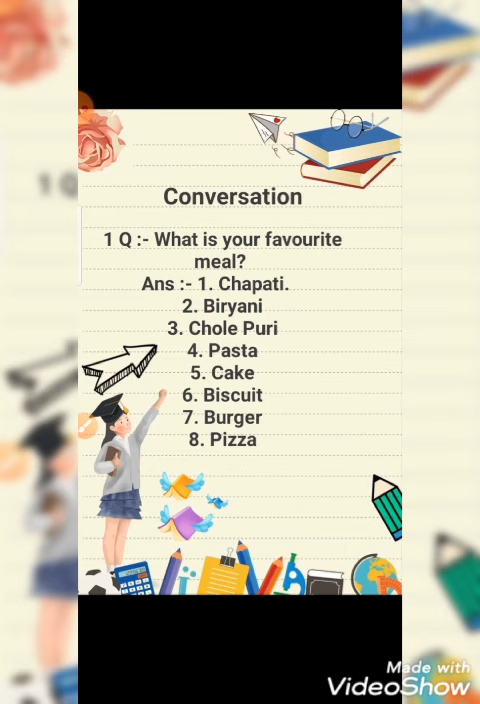 Conversation
1 Q :- What is your favourite
meal?
Ans :- 1. Chapati.
2. Biryani
3. Chole Puri
4. Pasta
5. Cake
6. Biscuit
7. Burger
8. Pizza
Made with
VideoShow